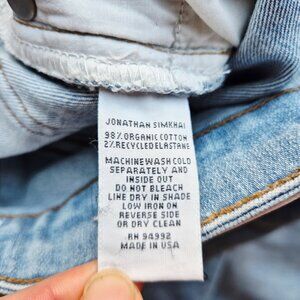 JONATHAN SIMKHAI
98% ORGANIC COTTON
2% RECYCLED ELASTANE
MACHINE WASH COLD
SEPARATELY AND
INSIDE OUT
DO NOT BLEACH
LINE DRY IN SHADE
LOW IRON ON
REVERSE SIDE
OR DRY CLEAN
RN 94992
MADE IN USA